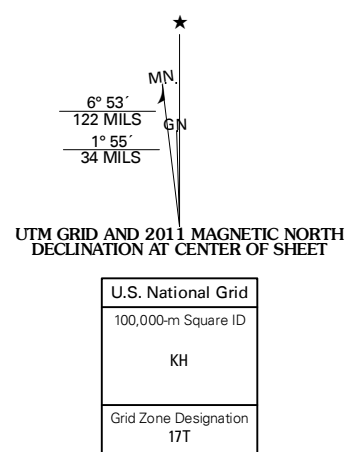 ★
MN.
6° 53´
122 MILS
GN
1° 55´
34 MILS
UTM GRID AND 2011 MAGNETIC NORTH
DECLINATION AT CENTER OF SHEET
U.S. National Grid
100,000-m Square ID
KH
Grid Zone Designation
17T